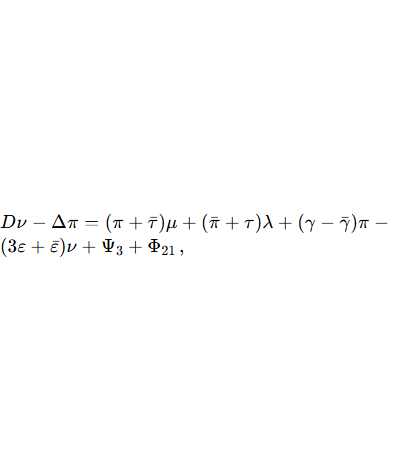 Dν − Δπ = (π + τ̄)μ + (π̄ + τ)λ + (γ − γ̄)π −
(3ε + ε̄)ν + Ψ₃ + Φ₂₁ ,